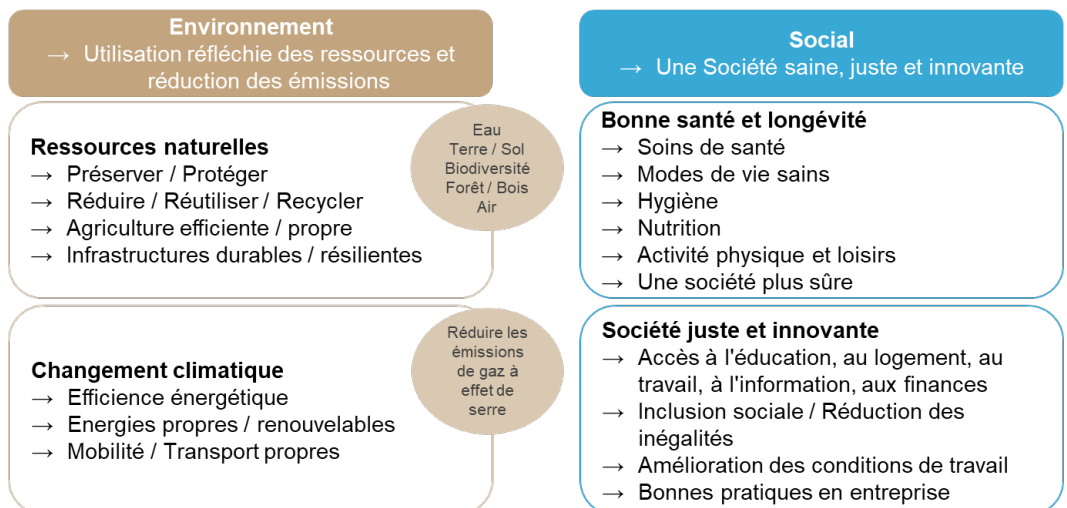 Environnement
→ Utilisation réfléchie des ressources et
réduction des émissions
Ressources naturelles
→ Préserver / Protéger
→ Réduire / Réutiliser / Recycler
→ Agriculture efficiente / propre
→ Infrastructures durables / résilientes
Eau
Terre / Sol
Biodiversité
Forêt / Bois
Air
Changement climatique
→ Efficience énergétique
→ Energies propres / renouvelables
→ Mobilité / Transport propres
Réduire les
émissions
de gaz à
effet de
serre
Social
→ Une Société saine, juste et innovante
Bonne santé et longévité
→ Soins de santé
→ Modes de vie sains
→ Hygiène
→ Nutrition
→ Activité physique et loisirs
→ Une société plus sûre
Société juste et innovante
→ Accès à l'éducation, au logement, au
travail, à l'information, aux finances
→ Inclusion sociale / Réduction des
inégalités
→ Amélioration des conditions de travail
→ Bonnes pratiques en entreprise